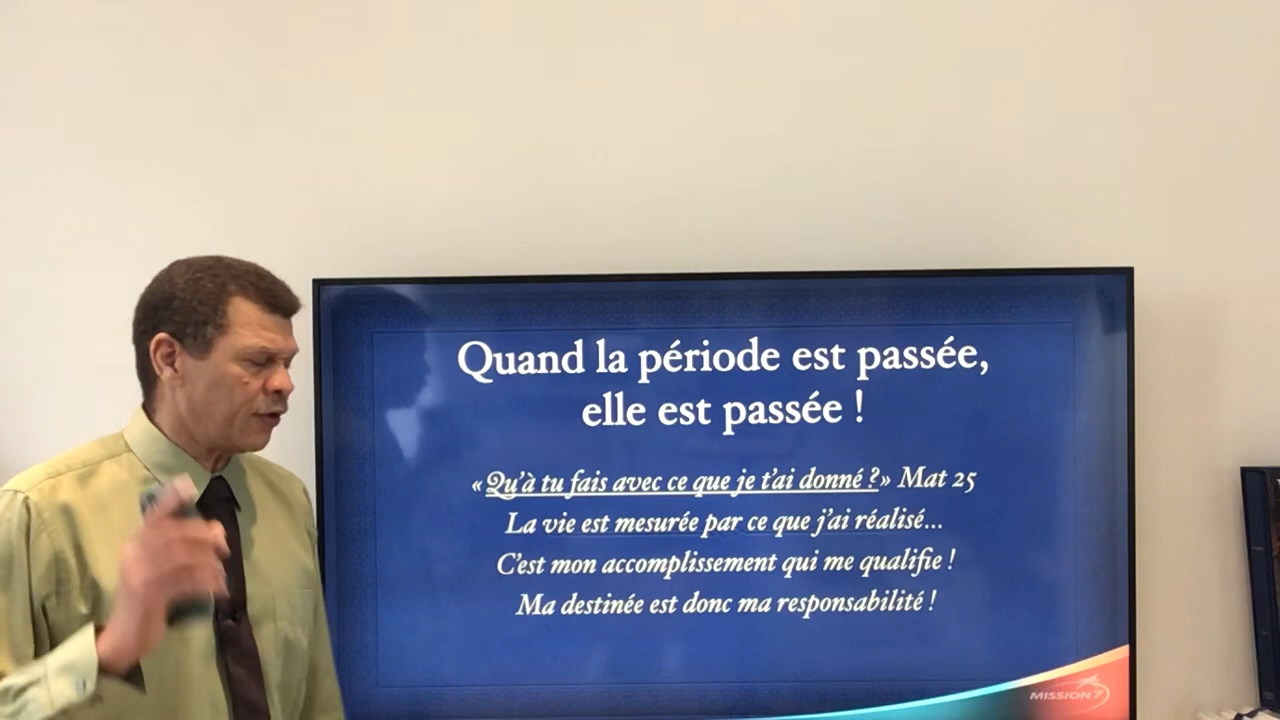 Quand la période est passée,
elle est passée !
« Qu'à tu fais avec ce que je t'ai donné ?» Mat 25
La vie est mesurée par ce que j'ai réalisé...
C'est mon accomplissement qui me qualifie !
Ma destinée est donc ma responsabilité !
MISSION7